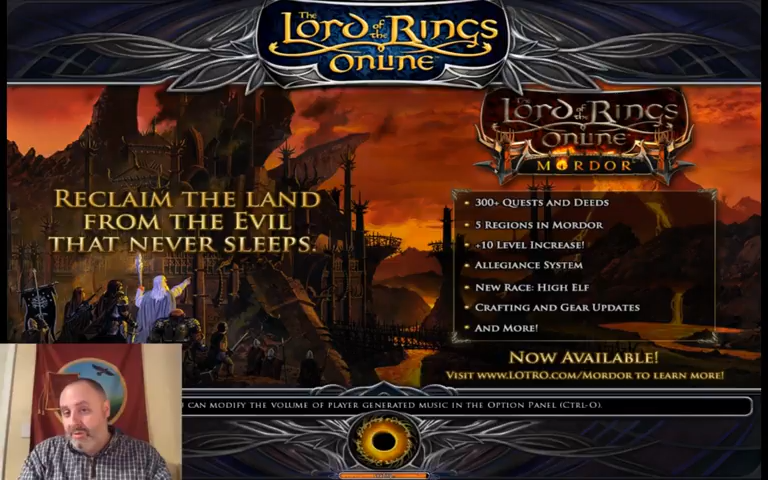 The
Lord of the Rings
Online
The
Lord of the Rings
Online
Mordor
Reclaim the land
from the Evil
that never sleeps.
300+ Quests and Deeds
5 Regions in Mordor
+10 Level Increase!
Allegiance System
New Race: High Elf
Crafting and Gear Updates
And More!
Now Available!
Visit www.LOTRO.com/Mordor to learn more!
can modify the volume of player generated music in the Option Panel (Ctrl-O).